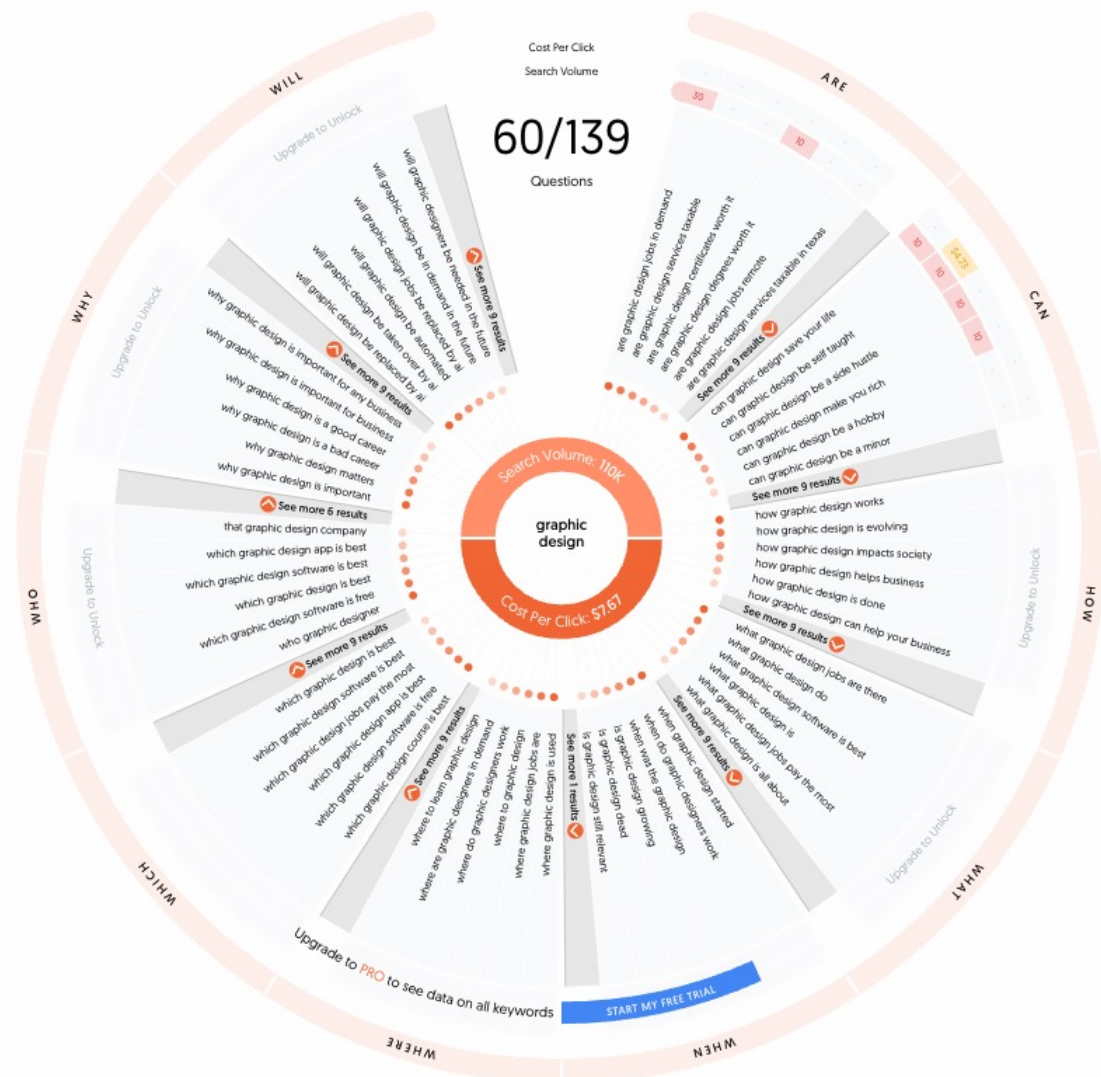 Cost Per Click
Search Volume
60/139
Questions
graphic
design
Search Volume: 110K
Cost Per Click: $7.67
ARE
30
10
are graphic design jobs in demand
are graphic design services taxable
are graphic design certificates worth it
are graphic design degrees worth it
are graphic design jobs remote
are graphic design services taxable in texas
See more 9 results
CAN
10
$4.73
10
10
10
can graphic design save your life
can graphic design be self taught
can graphic design be a side hustle
can graphic design make you rich
can graphic design be a hobby
can graphic design be a minor
See more 9 results
HOW
Upgrade to Unlock
how graphic design works
how graphic design is evolving
how graphic design impacts society
how graphic design helps business
how graphic design is done
how graphic design can help your business
See more 9 results
WHAT
Upgrade to Unlock
what graphic design jobs are there
what graphic design do
what graphic design software is best
what graphic design is
what graphic design jobs pay the most
what graphic design is all about
See more 9 results
WHEN
when graphic design started
when do graphic designers work
when was the graphic design
is graphic design growing
is graphic design dead
is graphic design still relevant
See more 1 results
START MY FREE TRIAL
WHERE
Upgrade to PRO to see data on all keywords
where graphic design is used
where graphic design jobs are
where to graphic design
where do graphic designers work
where are graphic designers in demand
where to learn graphic design
See more 9 results
WHICH
which graphic design course is best
which graphic design software is free
which graphic design app is best
which graphic design jobs pay the most
which graphic design software is best
which graphic design is best
See more 9 results
WHO
Upgrade to Unlock
who graphic designer
which graphic design software is free
which graphic design is best
which graphic design software is best
which graphic design app is best
that graphic design company
See more 6 results
WHY
Upgrade to Unlock
why graphic design is important
why graphic design matters
why graphic design is a bad career
why graphic design is a good career
why graphic design is important for business
why graphic design is important for any business
See more 9 results
WILL
Upgrade to Unlock
will graphic design be replaced by ai
will graphic design be taken over by ai
will graphic design be automated
will graphic design jobs be replaced by ai
will graphic design be in demand in the future
will graphic designers be needed in the future
See more 9 results